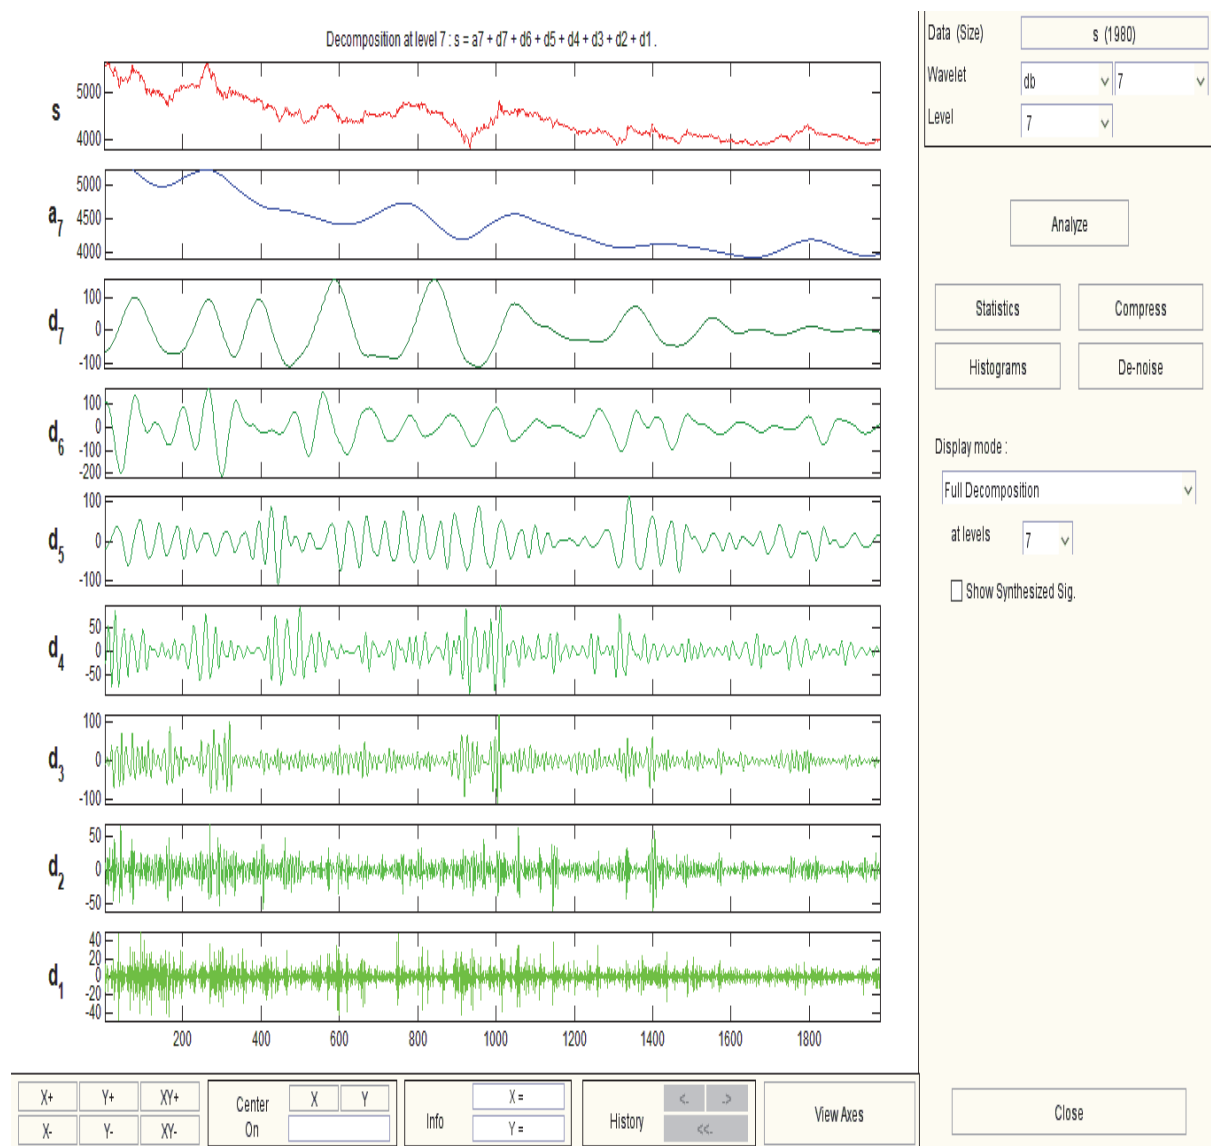 Decomposition at level 7 : s = a7 + d7 + d6 + d5 + d4 + d3 + d2 + d1 .
s
5000
4000
a7
5000
4500
4000
d7
100
0
-100
d6
100
0
-100
-200
d5
100
0
-100
d4
50
0
-50
d3
100
0
-100
d2
50
0
-50
d1
40
20
0
-20
-40
200 400 600 800 1000 1200 1400 1600 1800
Data (Size) s (1980)
Wavelet db 7
Level 7
Analyze
Statistics Compress
Histograms De-noise
Display mode :
Full Decomposition
at levels 7
Show Synthesized Sig.
X+ Y+ XY+
X- Y- XY-
Center On X Y
Info X = Y =
History <- -> <<-
View Axes
Close